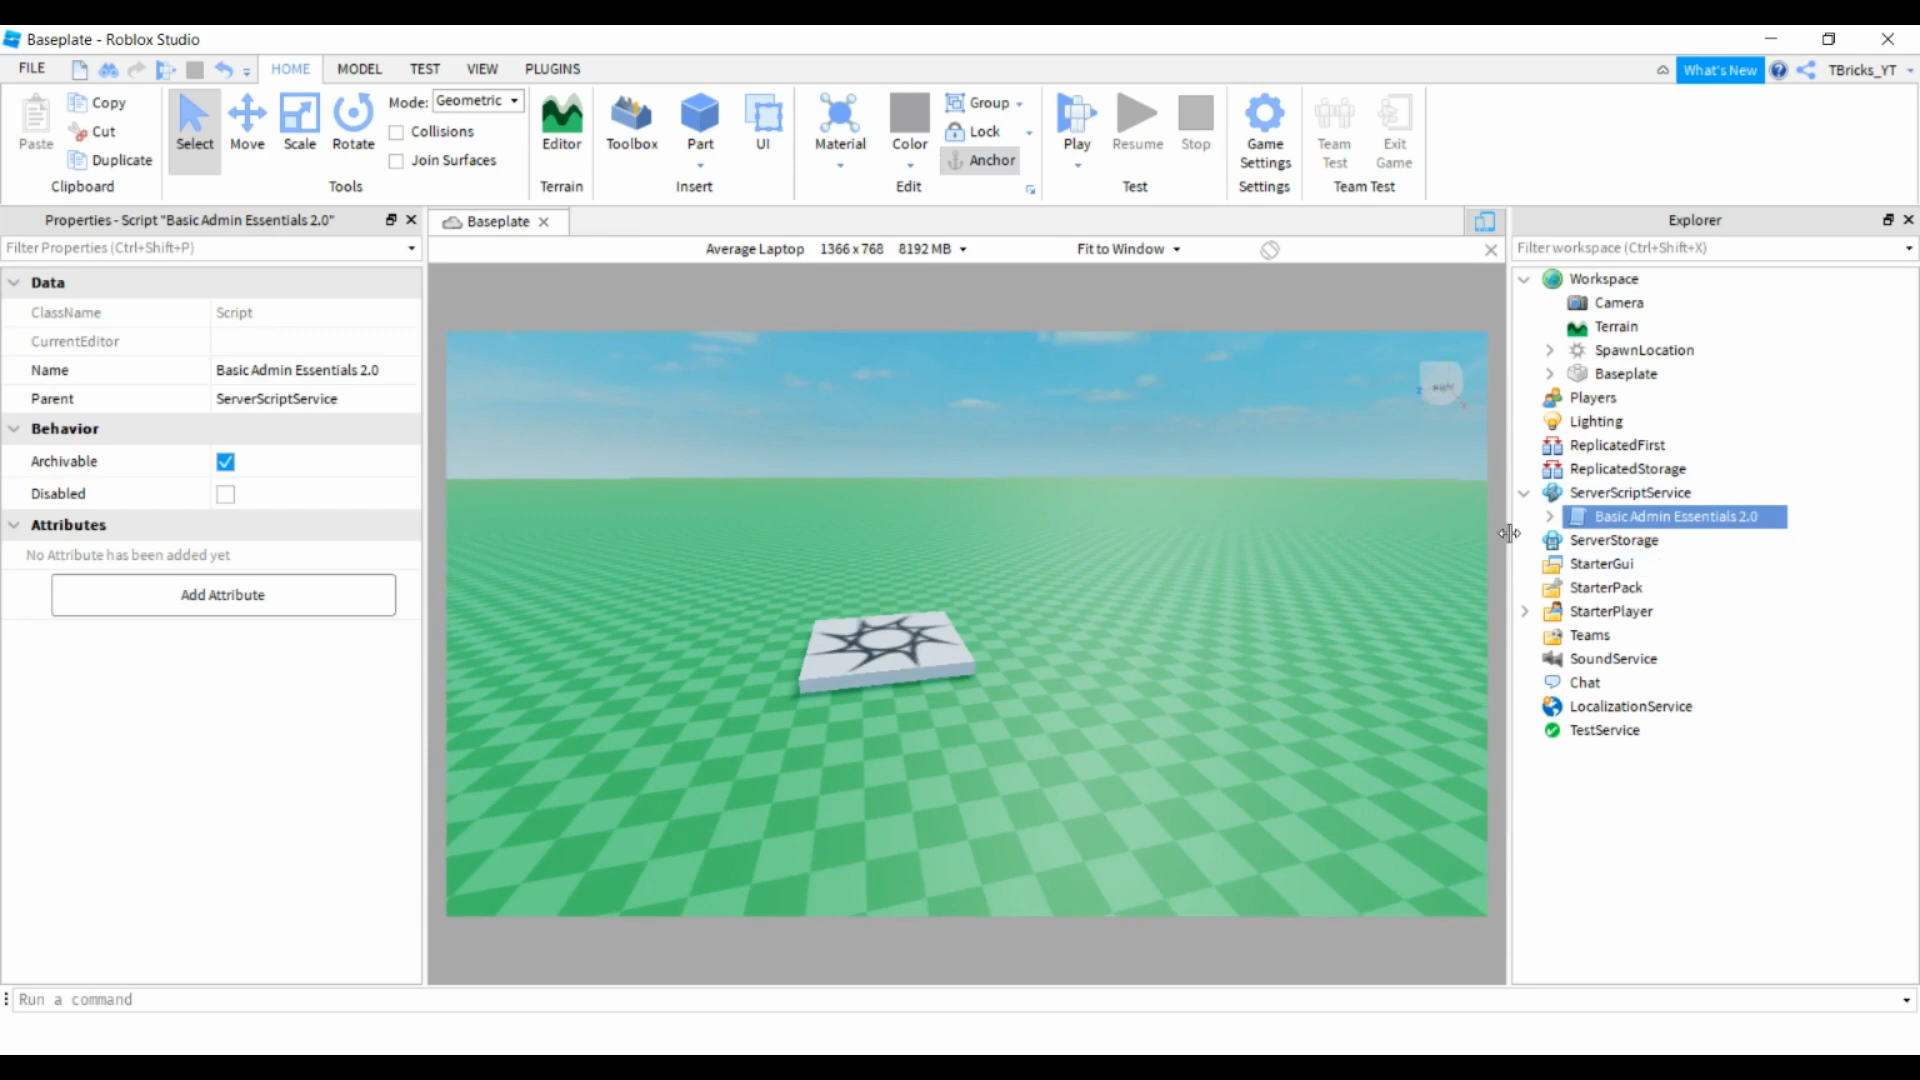 Baseplate - Roblox Studio
FILE HOME MODEL TEST VIEW PLUGINS What's New TBricks_YT
Paste Copy Cut Duplicate
Clipboard
Select Move Scale Rotate Mode: Geometric
Collisions
Join Surfaces
Tools
Editor
Terrain
Toolbox Part UI
Insert
Material Color Group Lock Anchor
Edit
Play Resume Stop
Test
Game Settings
Settings
Team Test Exit Game
Team Test
Properties - Script "Basic Admin Essentials 2.0"
Filter Properties (Ctrl+Shift+P)
Data
ClassName Script
CurrentEditor
Name Basic Admin Essentials 2.0
Parent ServerScriptService
Behavior
Archivable
Disabled
Attributes
No Attribute has been added yet
Add Attribute
Baseplate
Average Laptop 1366 x 768 8192 MB Fit to Window
Right
Explorer
Filter workspace (Ctrl+Shift+X)
Workspace
Camera
Terrain
SpawnLocation
Baseplate
Players
Lighting
ReplicatedFirst
ReplicatedStorage
ServerScriptService
Basic Admin Essentials 2.0
ServerStorage
StarterGui
StarterPack
StarterPlayer
Teams
SoundService
Chat
LocalizationService
TestService
Run a command